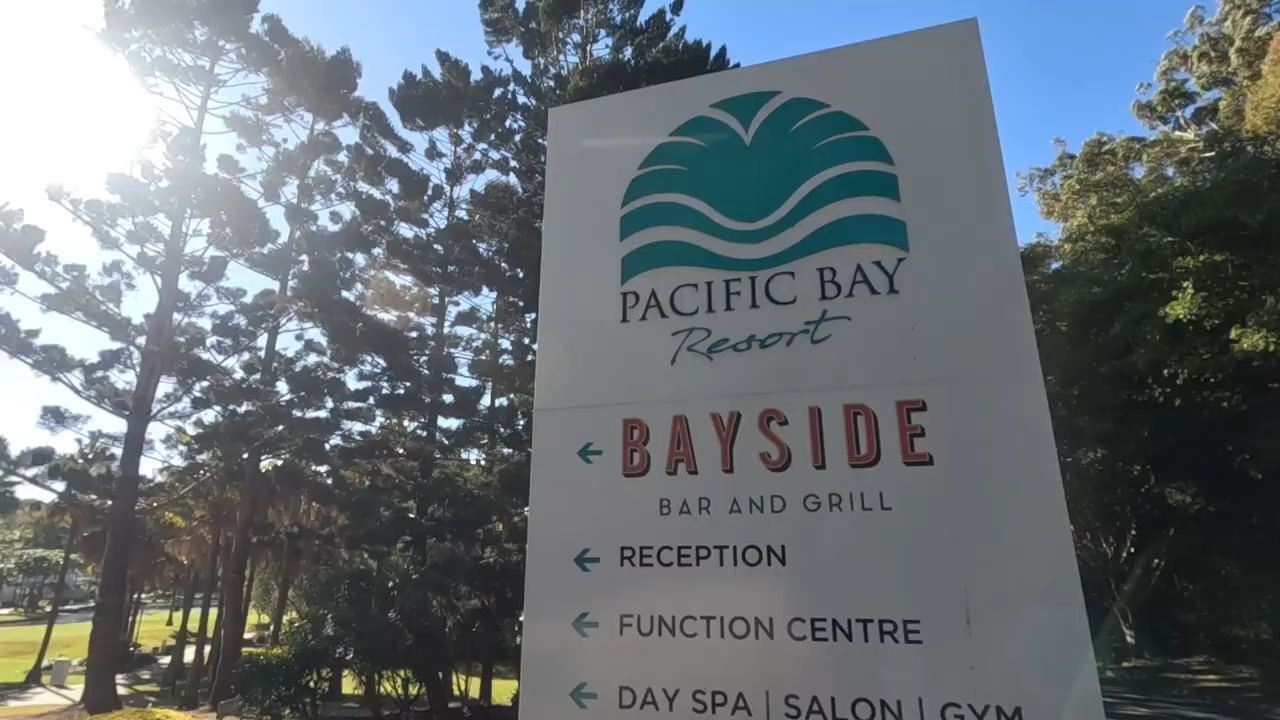 PACIFIC BAY
Resort
BAYSIDE
BAR AND GRILL
RECEPTION
FUNCTION CENTRE
DAY SPA | SALON | GYM